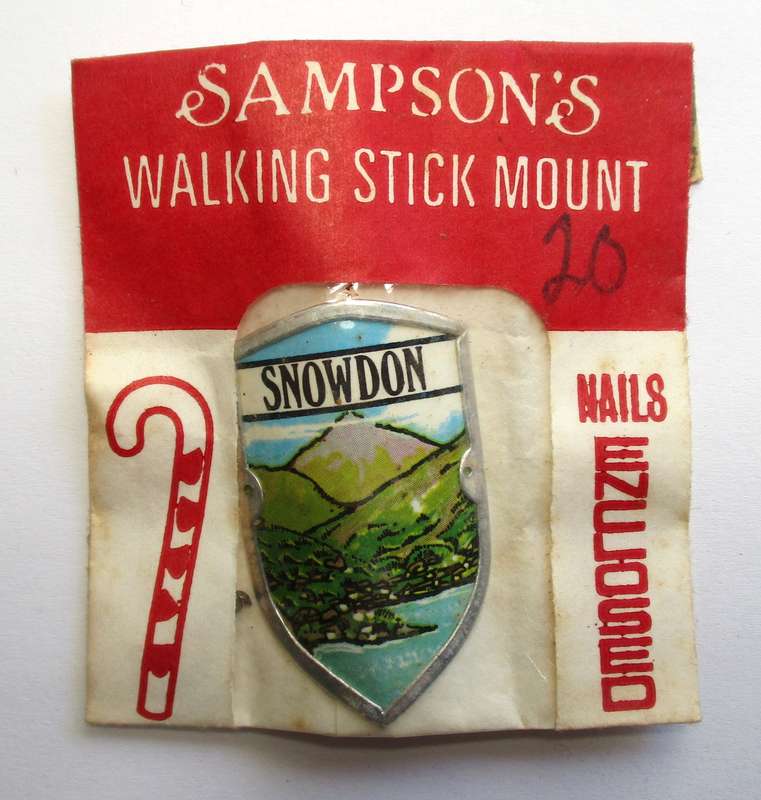 SAMPSON'S
WALKING STICK MOUNT
20
SNOWDON
NAILS
ENCLOSED